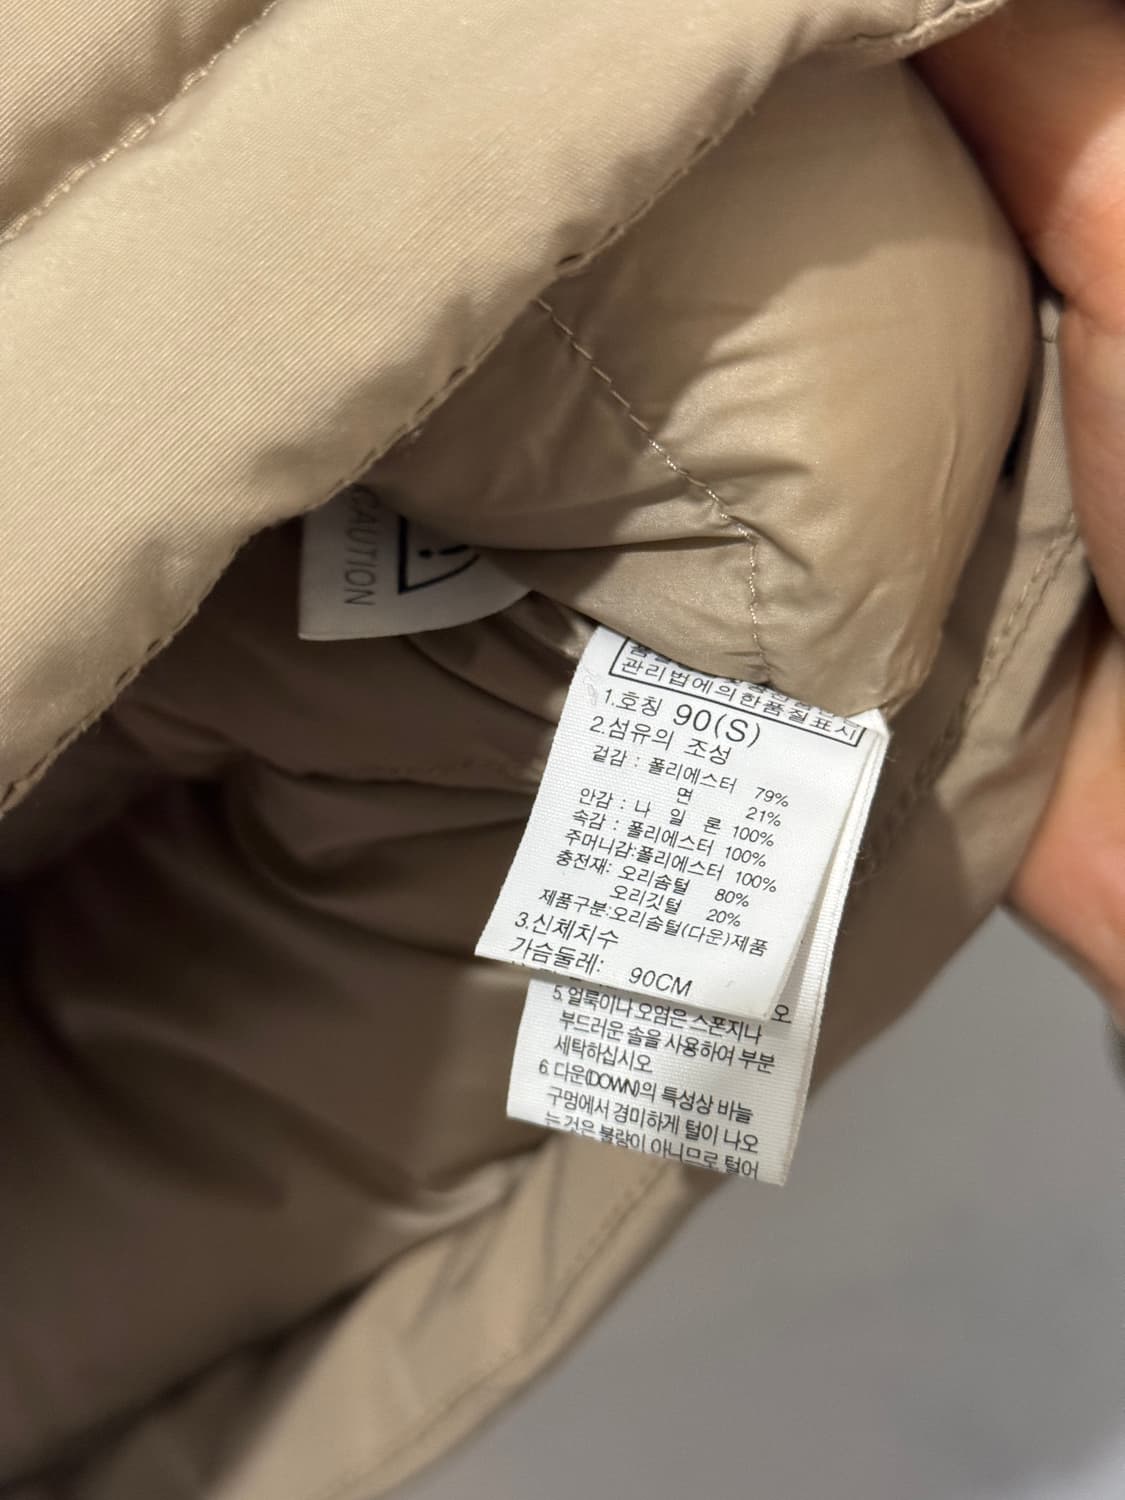 CAUTION
관리법에의한품질표시
1.호칭 90(S)
2.섬유의 조성
겉감 : 폴리에스터 79%
면 21%
안감 : 나 일 론 100%
속감 : 폴리에스터 100%
주머니감:폴리에스터 100%
충전재: 오리솜털 80%
오리깃털 20%
제품구분:오리솜털(다운)제품
3.신체치수
가슴둘레: 90CM
오
5. 얼룩이나 오염은 스폰지나
부드러운 솔을 사용하여 부분
세탁하십시오
6. 다운(DOWN)의 특성상 바늘
구멍에서 경미하게 털이 나오
는 것은 불량이 아니므로 털어